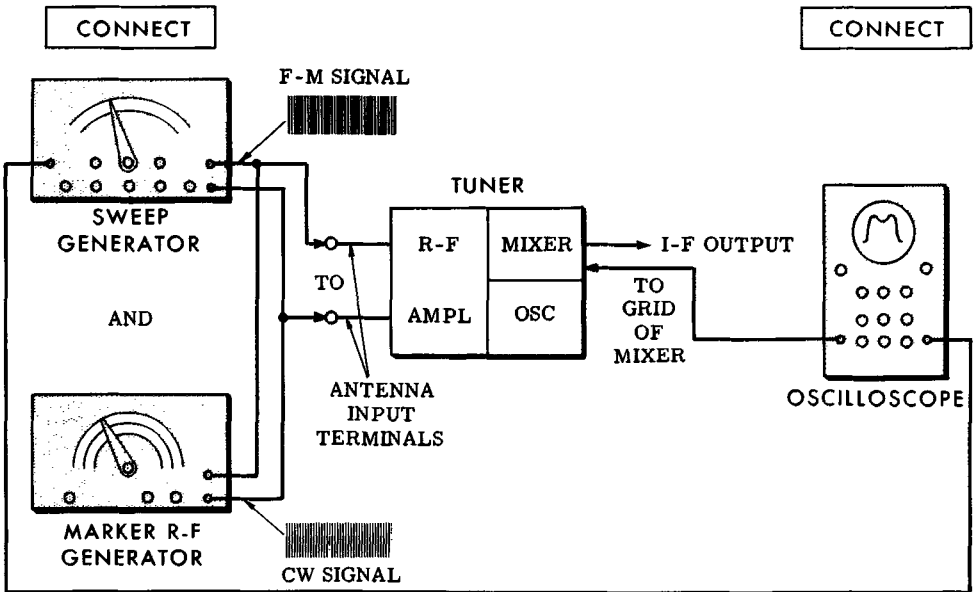 CONNECT
CONNECT
F-M SIGNAL
SWEEP
GENERATOR
AND
MARKER R-F
GENERATOR
CW SIGNAL
TO
ANTENNA
INPUT
TERMINALS
TUNER
R-F
AMPL
MIXER
OSC
I-F OUTPUT
TO
GRID
OF
MIXER
OSCILLOSCOPE